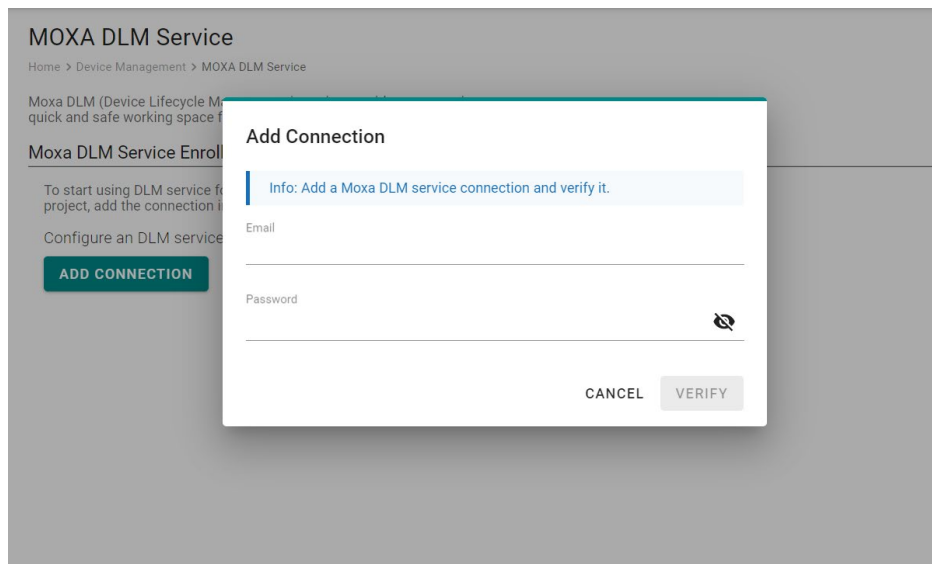 MOXA DLM Service
Home > Device Management > MOXA DLM Service
Moxa DLM (Device Lifecycle
quick and safe working space
Moxa DLM Service
To start using DLM service
project, add the connection
Configure an DLM service
ADD CONNECTION
Add Connection
Info: Add a Moxa DLM service connection and verify it.
Email
Password
CANCEL
VERIFY